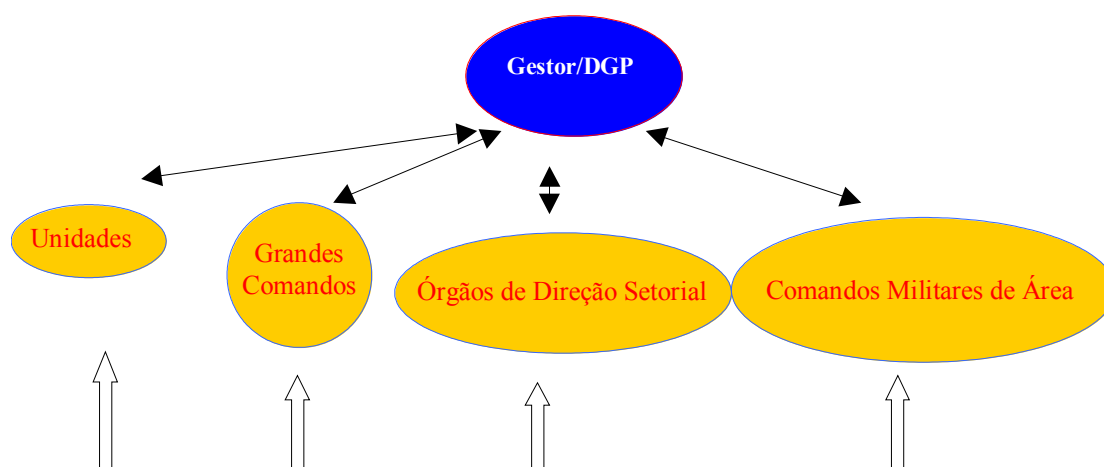 Gestor/DGP
Unidades
Grandes
Comandos
Órgãos de Direção Setorial
Comandos Militares de Área